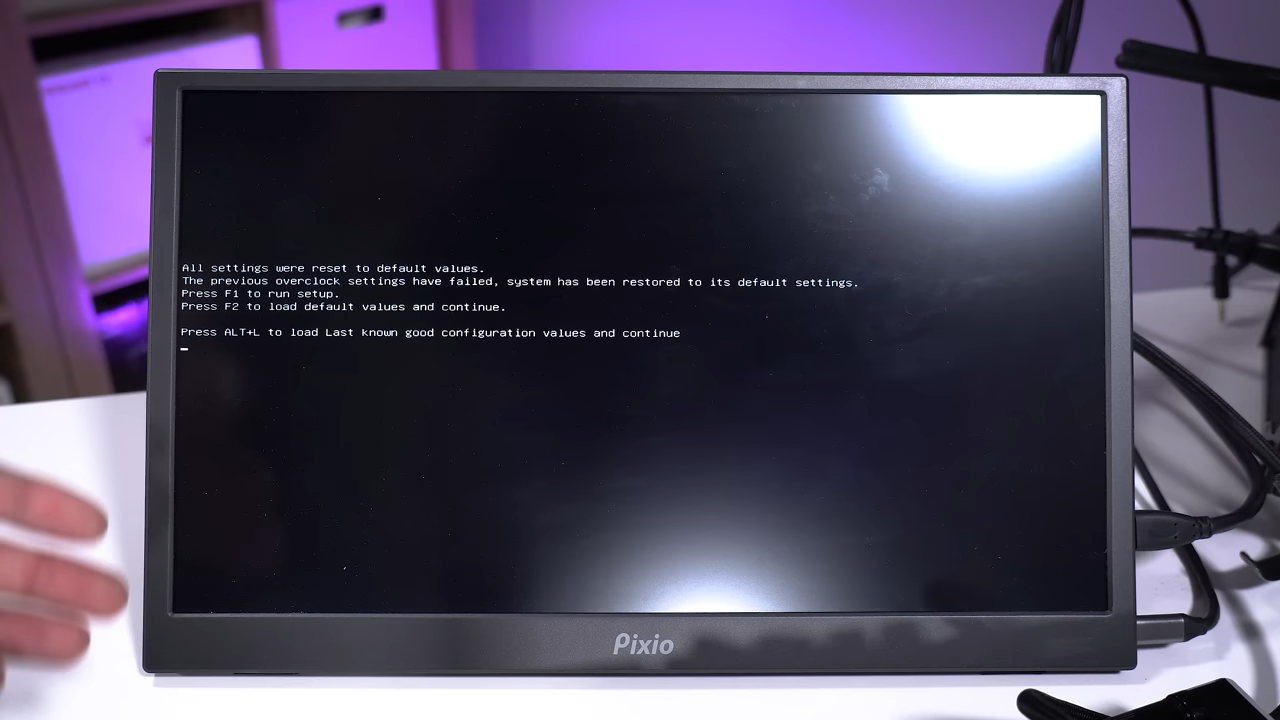 All settings were reset to default values.
The previous overclock settings have failed, system has been restored to its default settings.
Press F1 to run setup.
Press F2 to load default values and continue.
Press ALT+L to load Last known good configuration values and continue
Pixio